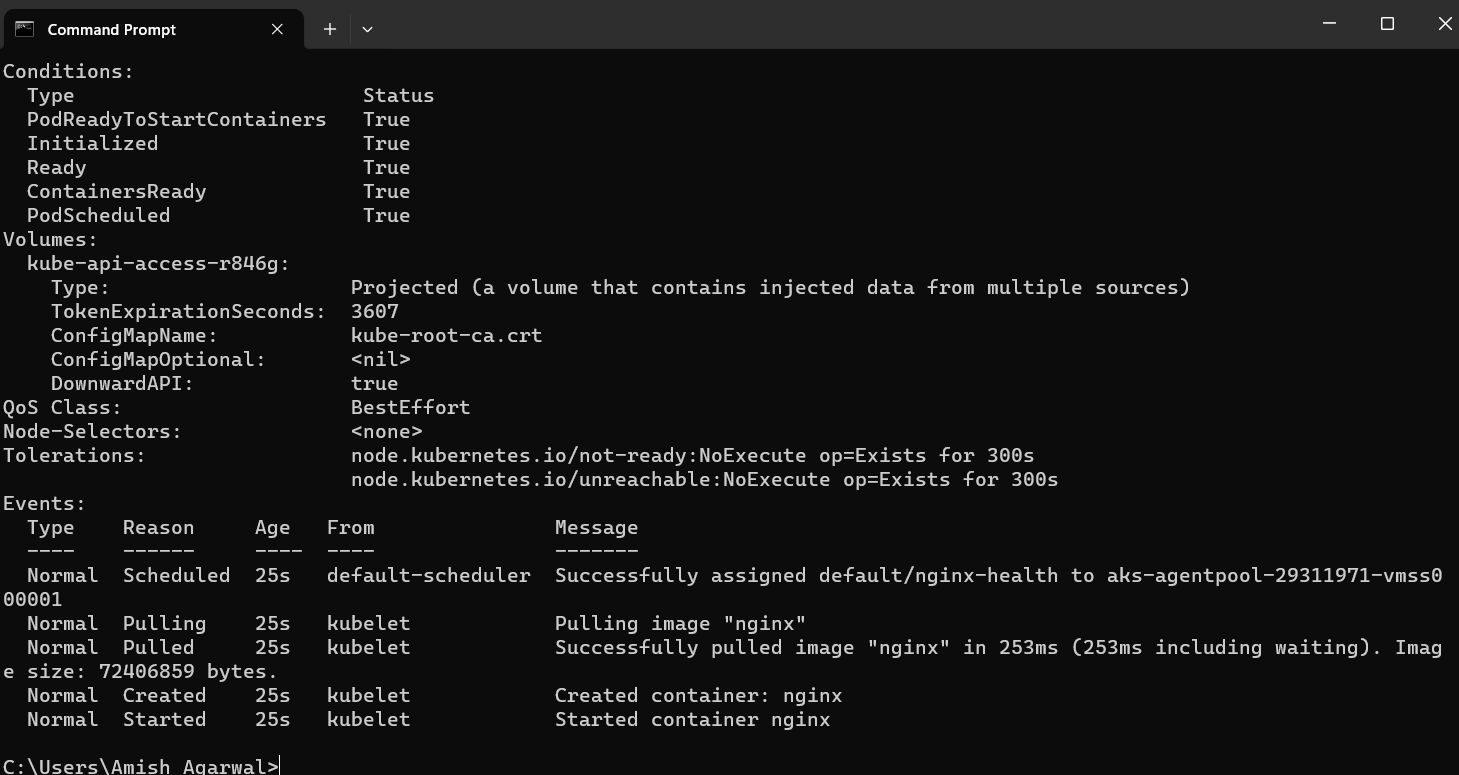 Command Prompt
Conditions:
Type Status
PodReadyToStartContainers True
Initialized True
Ready True
ContainersReady True
PodScheduled True
Volumes:
kube-api-access-r846g:
Type: Projected (a volume that contains injected data from multiple sources)
TokenExpirationSeconds: 3607
ConfigMapName: kube-root-ca.crt
ConfigMapOptional: <nil>
DownwardAPI: true
QoS Class: BestEffort
Node-Selectors: <none>
Tolerations: node.kubernetes.io/not-ready:NoExecute op=Exists for 300s
node.kubernetes.io/unreachable:NoExecute op=Exists for 300s
Events:
Type Reason Age From Message
---- ------ ---- ---- -------
Normal Scheduled 25s default-scheduler Successfully assigned default/nginx-health to aks-agentpool-29311971-vmss0
00001
Normal Pulling 25s kubelet Pulling image "nginx"
Normal Pulled 25s kubelet Successfully pulled image "nginx" in 253ms (253ms including waiting). Imag
e size: 72406859 bytes.
Normal Created 25s kubelet Created container: nginx
Normal Started 25s kubelet Started container nginx
C:\Users\Amish Agarwal>